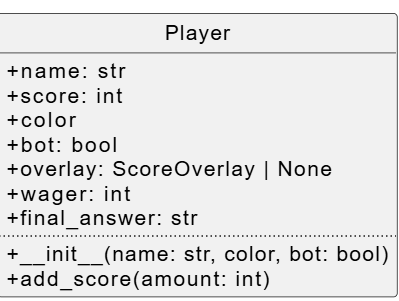 Player
+name: str
+score: int
+color
+bot: bool
+overlay: ScoreOverlay | None
+wager: int
+final_answer: str
+__init__(name: str, color, bot: bool)
+add_score(amount: int)